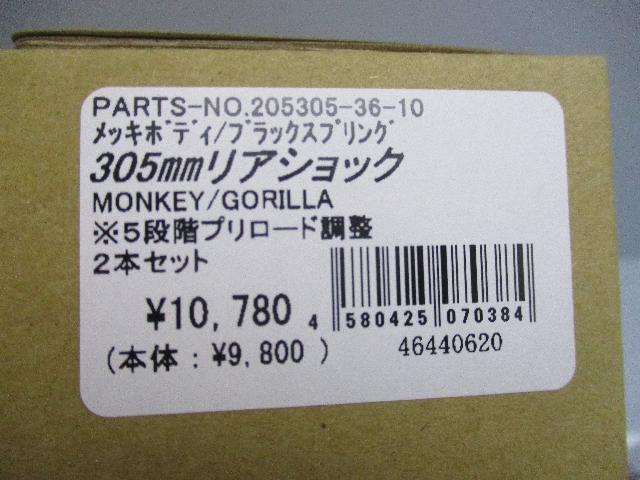 PARTS-NO.205305-36-10
ﾒｯｷﾎﾞﾃﾞｨ/ﾌﾞﾗｯｸｽﾌﾟﾘﾝｸﾞ
305mmリアショック
MONKEY/GORILLA
※5段階プリロード調整
2本セット
¥10,780
(本体：¥9,800 )
4 580425 070384
46440620